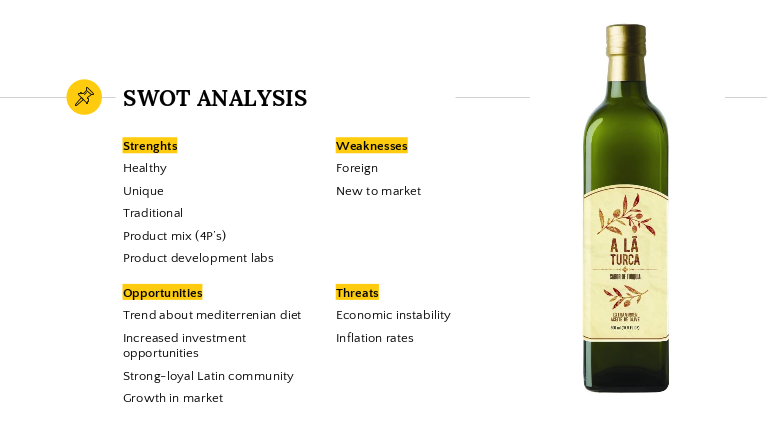 SWOT ANALYSIS
Strenghts
Healthy
Unique
Traditional
Product mix (4P's)
Product development labs
Weaknesses
Foreign
New to market
Opportunities
Trend about mediterrenian diet
Increased investment
opportunities
Strong-loyal Latin community
Growth in market
Threats
Economic instability
Inflation rates
A LÃ
TURCA